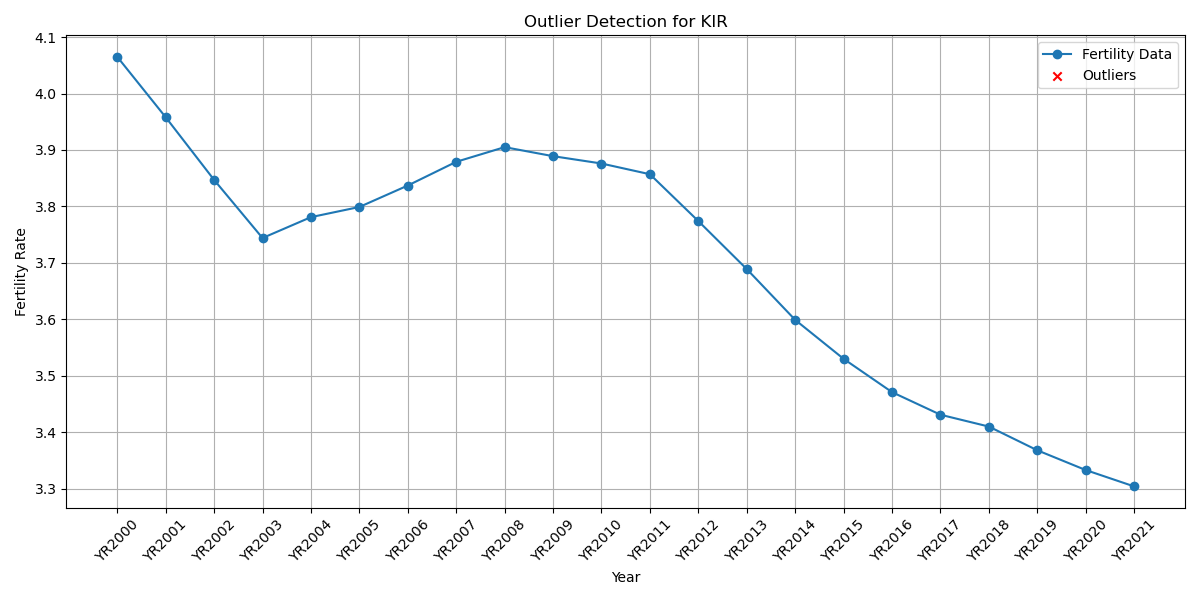 Outlier Detection for KIR
Fertility Data
Outliers
4.1
4.0
3.9
3.8
3.7
3.6
3.5
3.4
3.3
Fertility Rate
YR2000
YR2001
YR2002
YR2003
YR2004
YR2005
YR2006
YR2007
YR2008
YR2009
YR2010
YR2011
YR2012
YR2013
YR2014
YR2015
YR2016
YR2017
YR2018
YR2019
YR2020
YR2021
Year